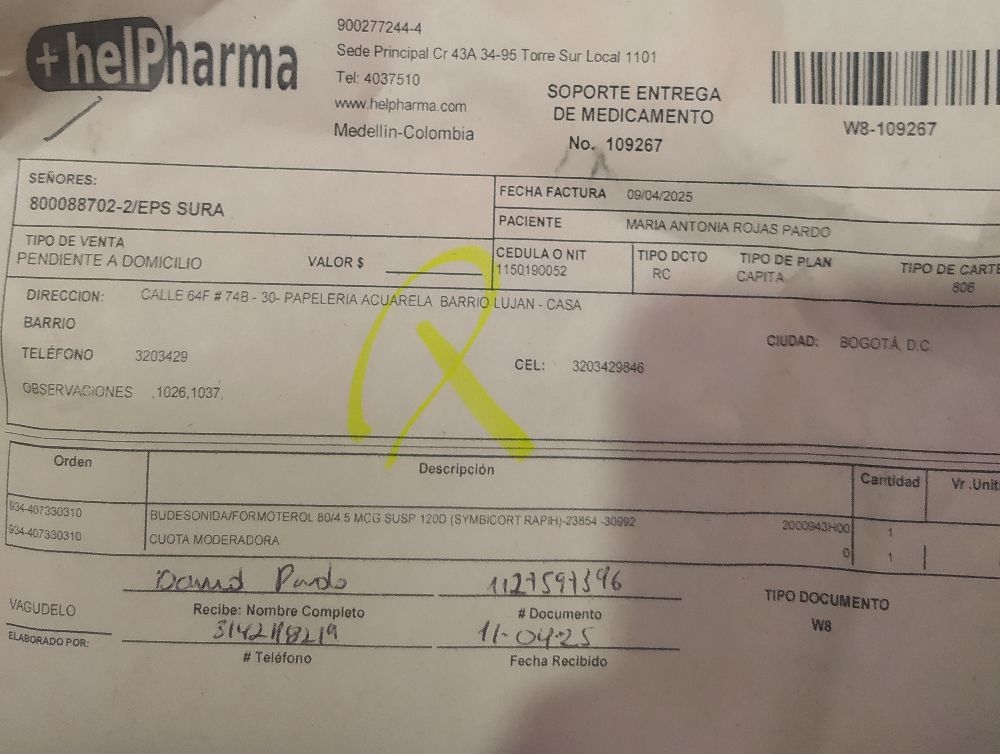 +helPharma
900277244-4
Sede Principal Cr 43A 34-95 Torre Sur Local 1101
Tel: 4037510
www.helpharma.com
Medellin-Colombia
SOPORTE ENTREGA
DE MEDICAMENTO
No. 109267
W8-109267
SEÑORES:
800088702-2/EPS SURA
FECHA FACTURA 09/04/2025
PACIENTE MARIA ANTONIA ROJAS PARDO
TIPO DE VENTA
PENDIENTE A DOMICILIO VALOR $
CEDULA O NIT
1150190052
TIPO DCTO
RC
TIPO DE PLAN
CAPITA
TIPO DE CARTE
806
DIRECCION: CALLE 64F # 74B - 30- PAPELERIA ACUARELA BARRIO LUJAN - CASA
BARRIO
CIUDAD: BOGOTÁ, D.C.
TELÉFONO 3203429
CEL: 3203429846
OBSERVACIONES ,1026,1037,
Orden Descripción Cantidad Vr .Unit
934-407330310 BUDESONIDA/FORMOTEROL 80/4.5 MCG SUSP 120D (SYMBICORT RAPIH)-23854 -30992 2000943H00 1
934-407330310 CUOTA MODERADORA 0 1
David Pardo 1127597396
VAGUDELO Recibe: Nombre Completo # Documento
TIPO DOCUMENTO
W8
3142118219 11-04-25
ELABORADO POR: # Teléfono Fecha Recibido